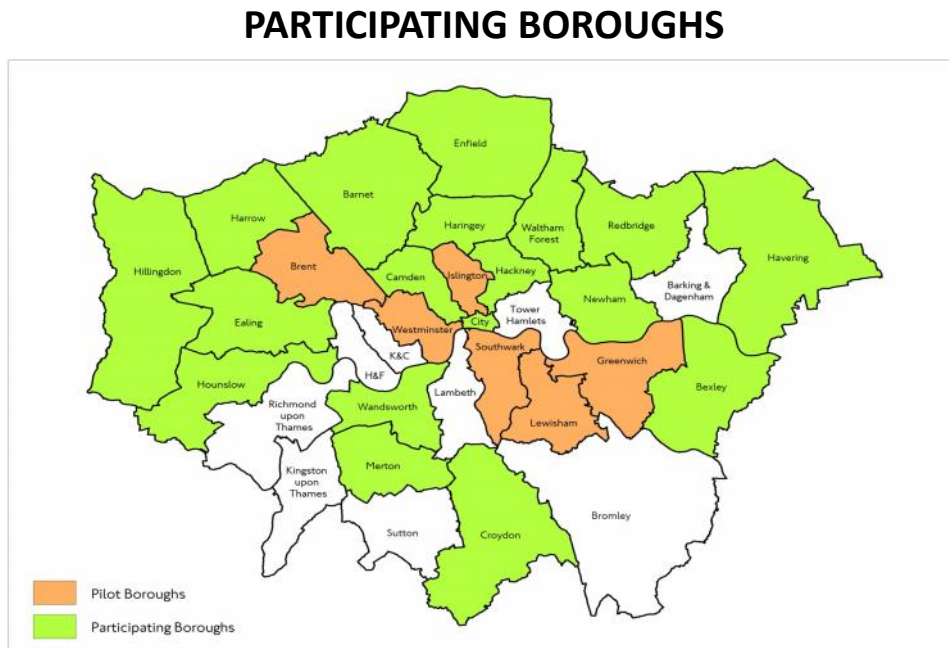 PARTICIPATING BOROUGHS
Enfield
Barnet
Harrow
Haringey
Waltham
Forest
Redbridge
Hillingdon
Brent
Camden
Islington
Hackney
Havering
Barking &
Dagenham
Newham
Ealing
Westminster
City
Tower
Hamlets
K&C
H&F
Southwark
Greenwich
Hounslow
Lambeth
Bexley
Richmond
upon
Thames
Wandsworth
Lewisham
Merton
Kingston
upon
Thames
Sutton
Croydon
Bromley
Pilot Boroughs
Participating Boroughs